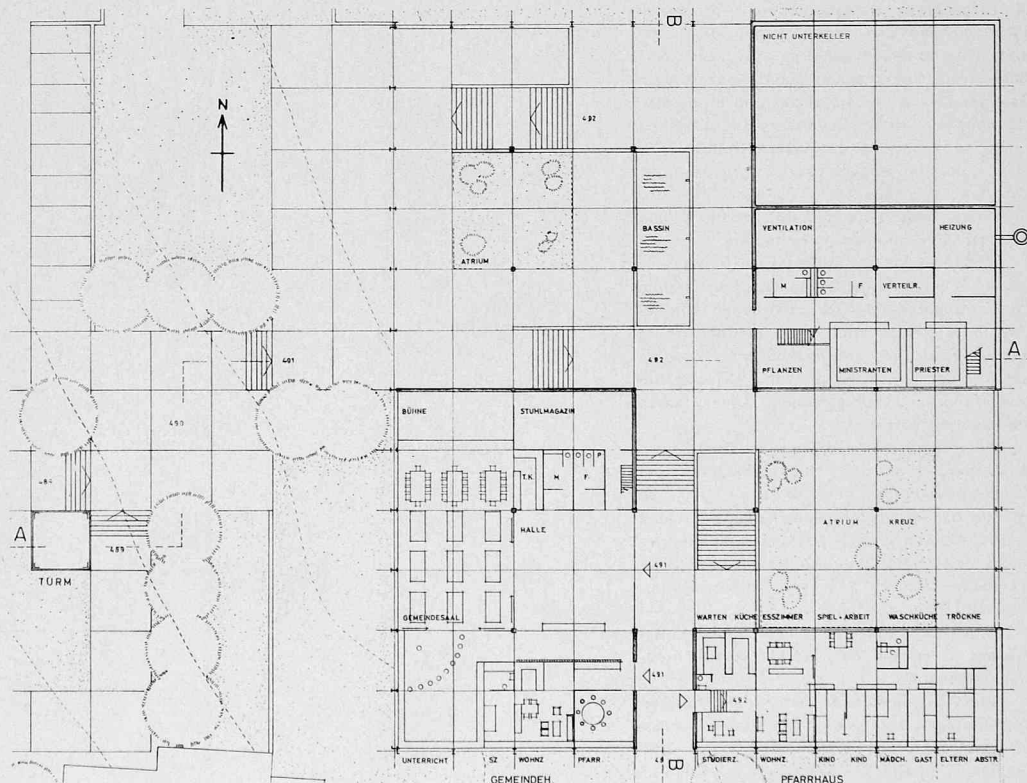 B
NICHT UNTERKELLER
N
492
BASSIN
VENTILATION HEIZUNG
ATRIUM
M F VERTEILR.
491
492
A
PFLANZEN MINISTRANTEN PRIESTER
BÜHNE STUHLMAGAZIN
490
T.K. M. F. P
484
A
HALLE
ATRIUM KREUZ
489
491
TURM
GEMEINDESAAL
WARTEN KÜCHE ESSZIMMER SPIEL + ARBEIT WASCHKÜCHE TRÖCKNE
491
492
UNTERRICHT SZ WOHNZ PFARR. STUDIERZ. WOHNZ. KIND KIND MÄDCH. GAST ELTERN ABSTR.
B
GEMEINDEH. PFARRHAUS